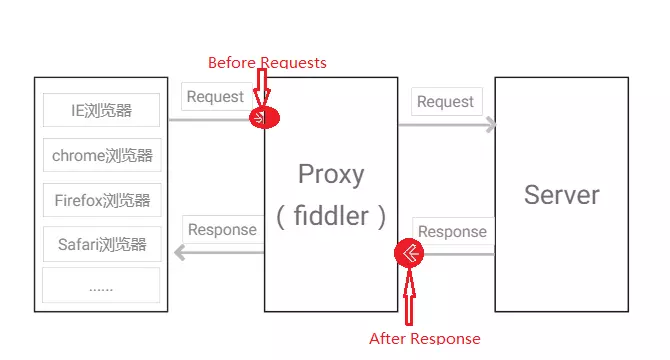 Before Requests
IE浏览器
chrome浏览器
Firefox浏览器
Safari浏览器
......
Request
Response
Proxy
( fiddler )
Request
Response
Server
After Response